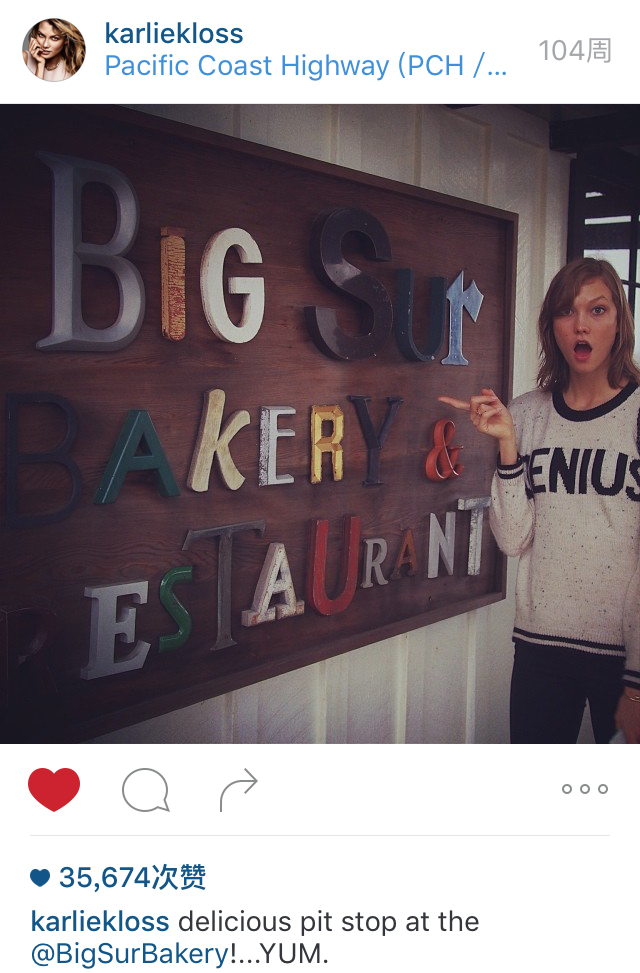 karliekloss
Pacific Coast Highway (PCH /...
104周
BiG Sur
BAKERY &
RESTAURANT
GENIUS
35,674次赞
karliekloss delicious pit stop at the
@BigSurBakery!...YUM.